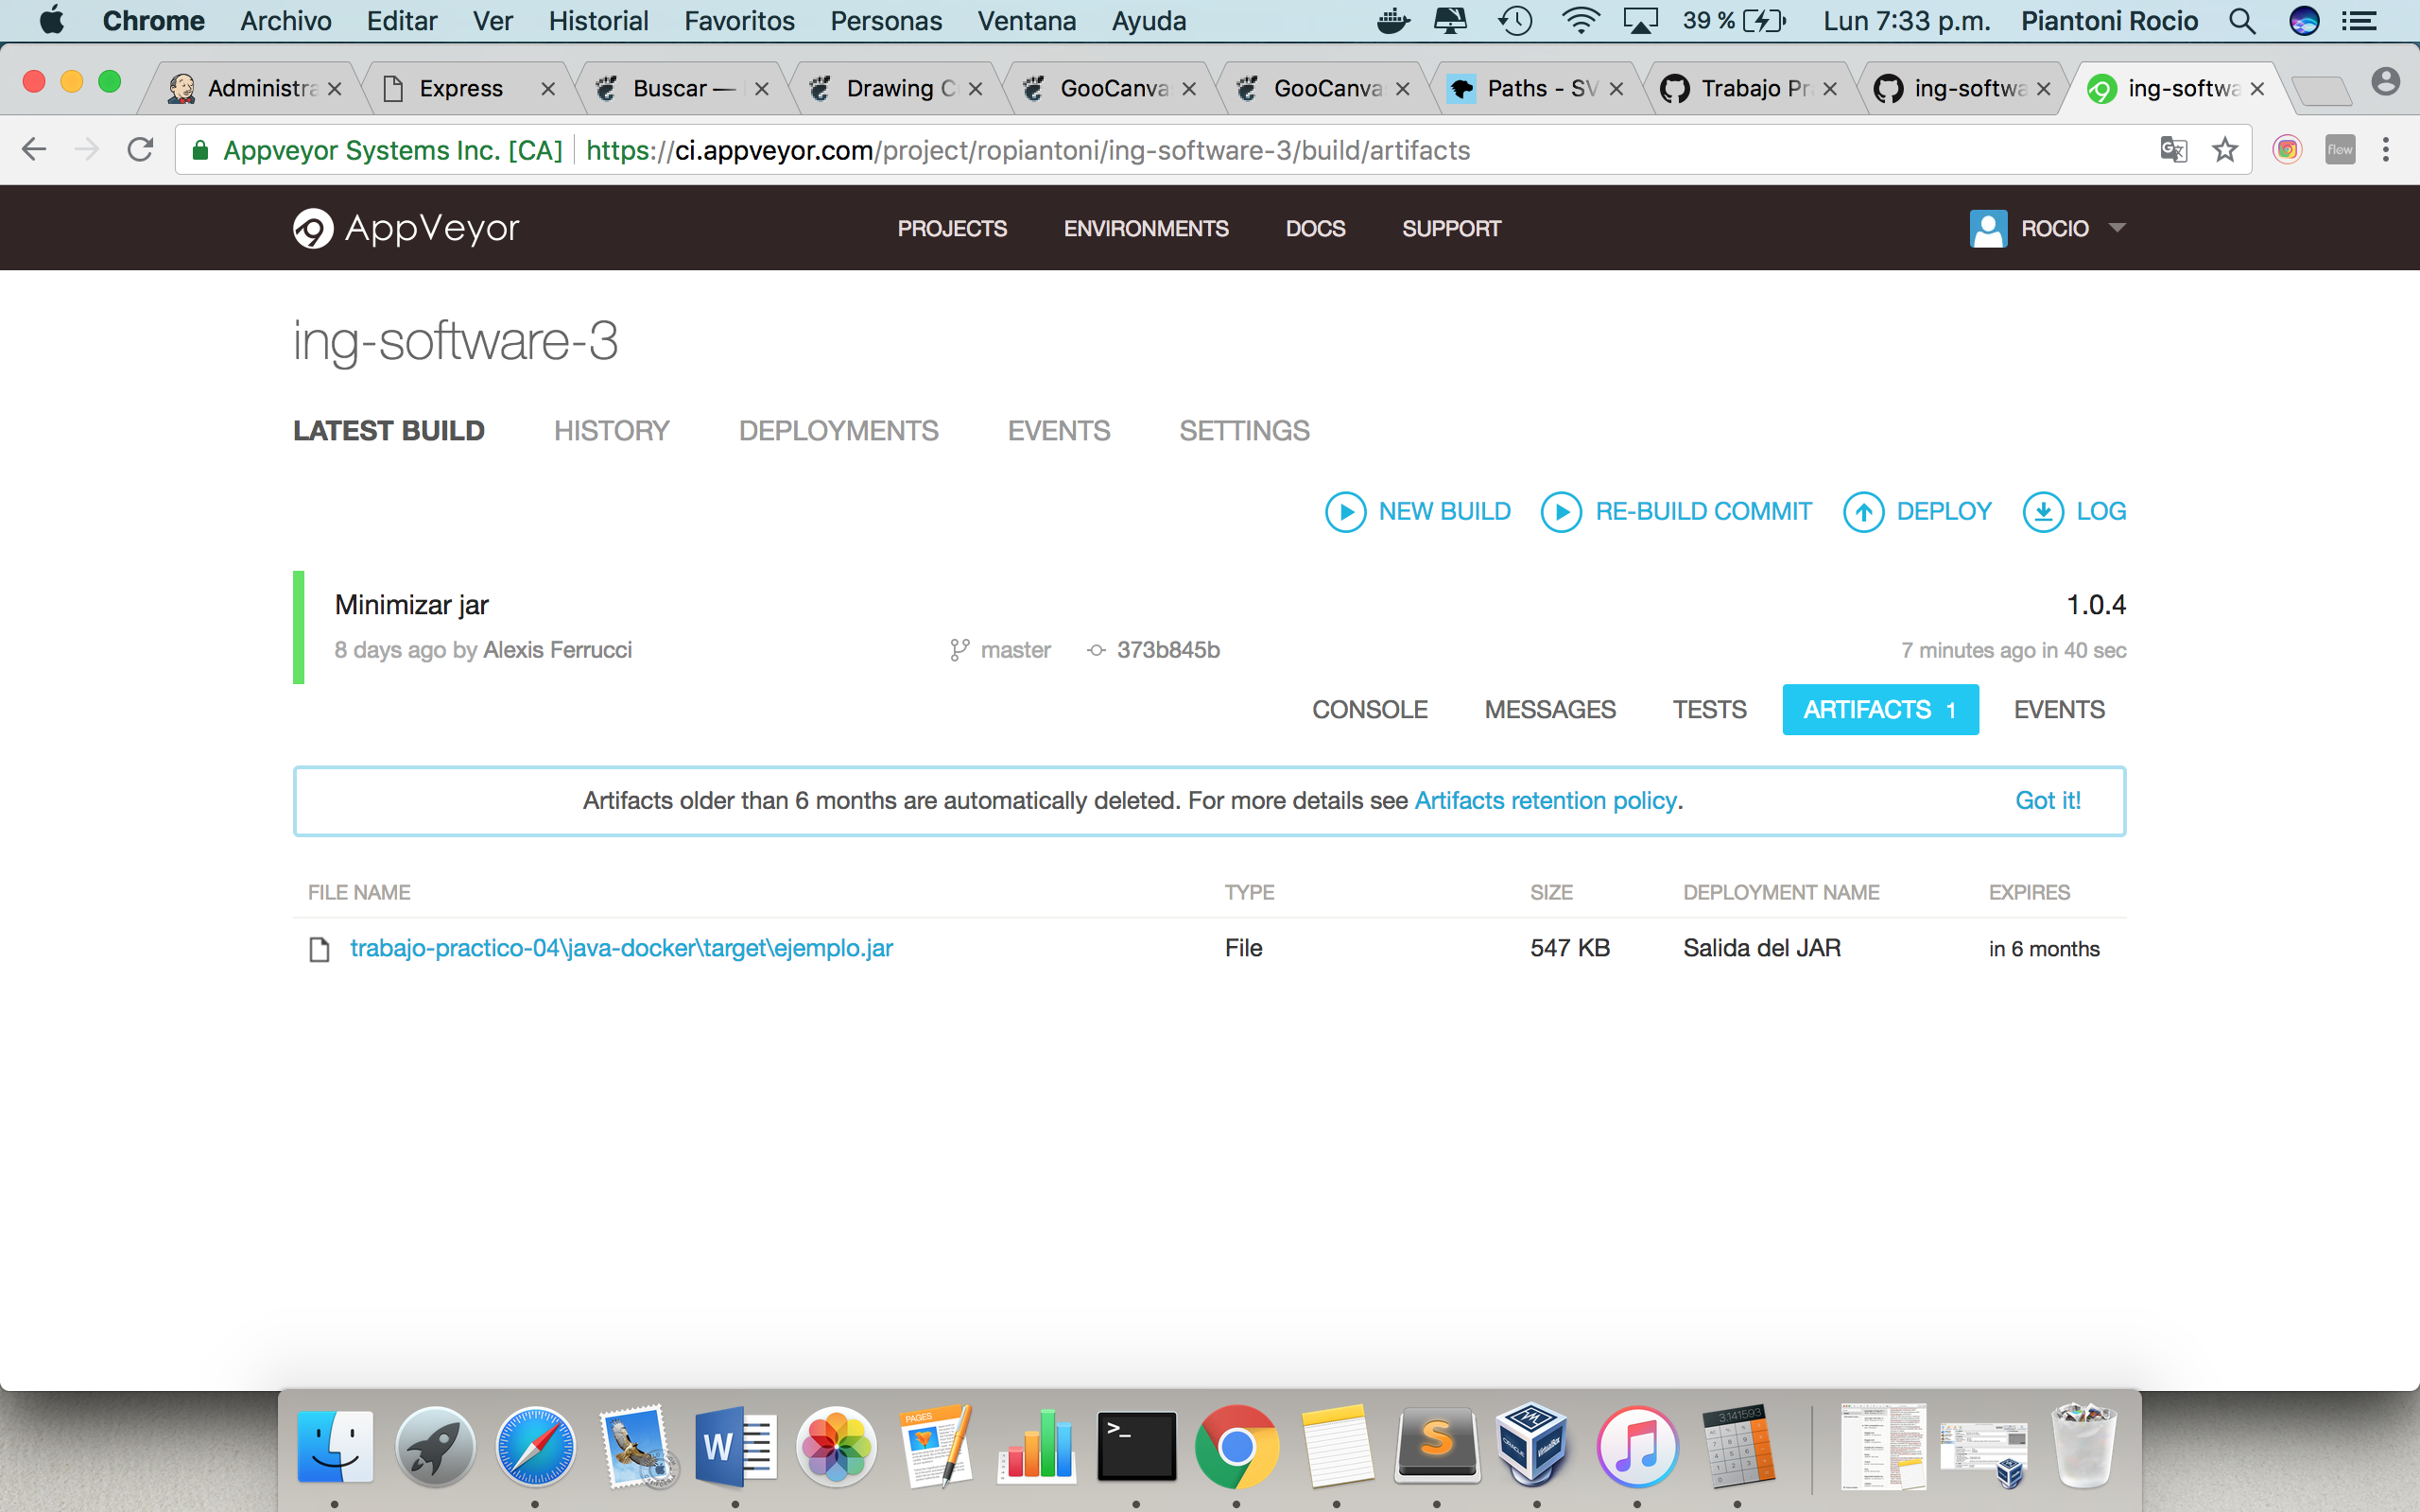 Chrome Archivo Editar Ver Historial Favoritos Personas Ventana Ayuda 39 % Lun 7:33 p.m. Piantoni Rocio
Administra Express Buscar — Drawing C GooCanva GooCanva Paths - SV Trabajo Pr ing-softwa ing-softwa
Appveyor Systems Inc. [CA] https://ci.appveyor.com/project/ropiantoni/ing-software-3/build/artifacts flow
AppVeyor PROJECTS ENVIRONMENTS DOCS SUPPORT ROCIO
ing-software-3
LATEST BUILD HISTORY DEPLOYMENTS EVENTS SETTINGS
NEW BUILD RE-BUILD COMMIT DEPLOY LOG
Minimizar jar 1.0.4
8 days ago by Alexis Ferrucci master 373b845b 7 minutes ago in 40 sec
CONSOLE MESSAGES TESTS ARTIFACTS 1 EVENTS
Artifacts older than 6 months are automatically deleted. For more details see Artifacts retention policy. Got it!
FILE NAME TYPE SIZE DEPLOYMENT NAME EXPIRES
trabajo-practico-04\java-docker\target\ejemplo.jar File 547 KB Salida del JAR in 6 months
W PAGES >_ S 3.141593